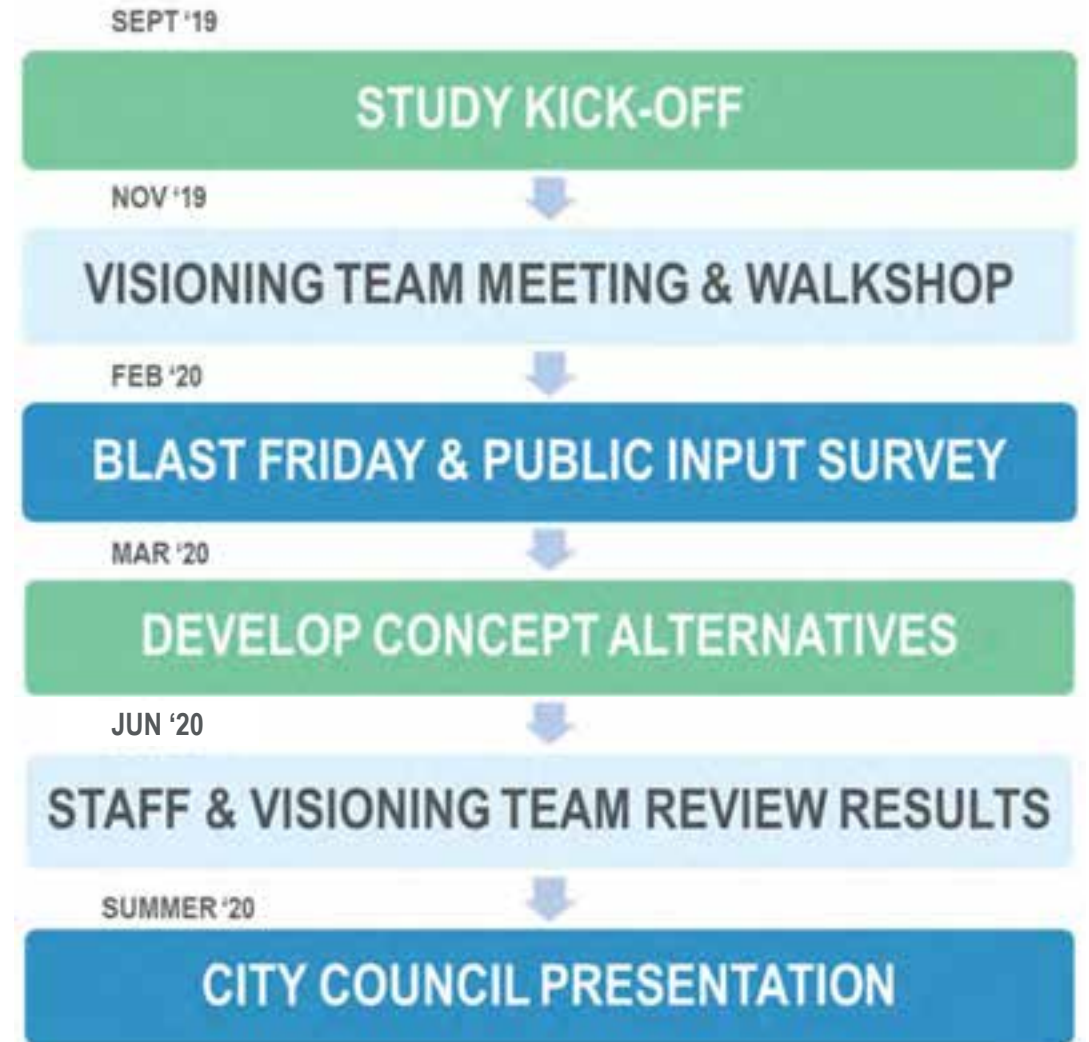 SEPT ‘19
STUDY KICK-OFF
NOV ‘19
VISIONING TEAM MEETING & WALKSHOP
FEB ‘20
BLAST FRIDAY & PUBLIC INPUT SURVEY
MAR ‘20
DEVELOP CONCEPT ALTERNATIVES
JUN ‘20
STAFF & VISIONING TEAM REVIEW RESULTS
SUMMER ‘20
CITY COUNCIL PRESENTATION